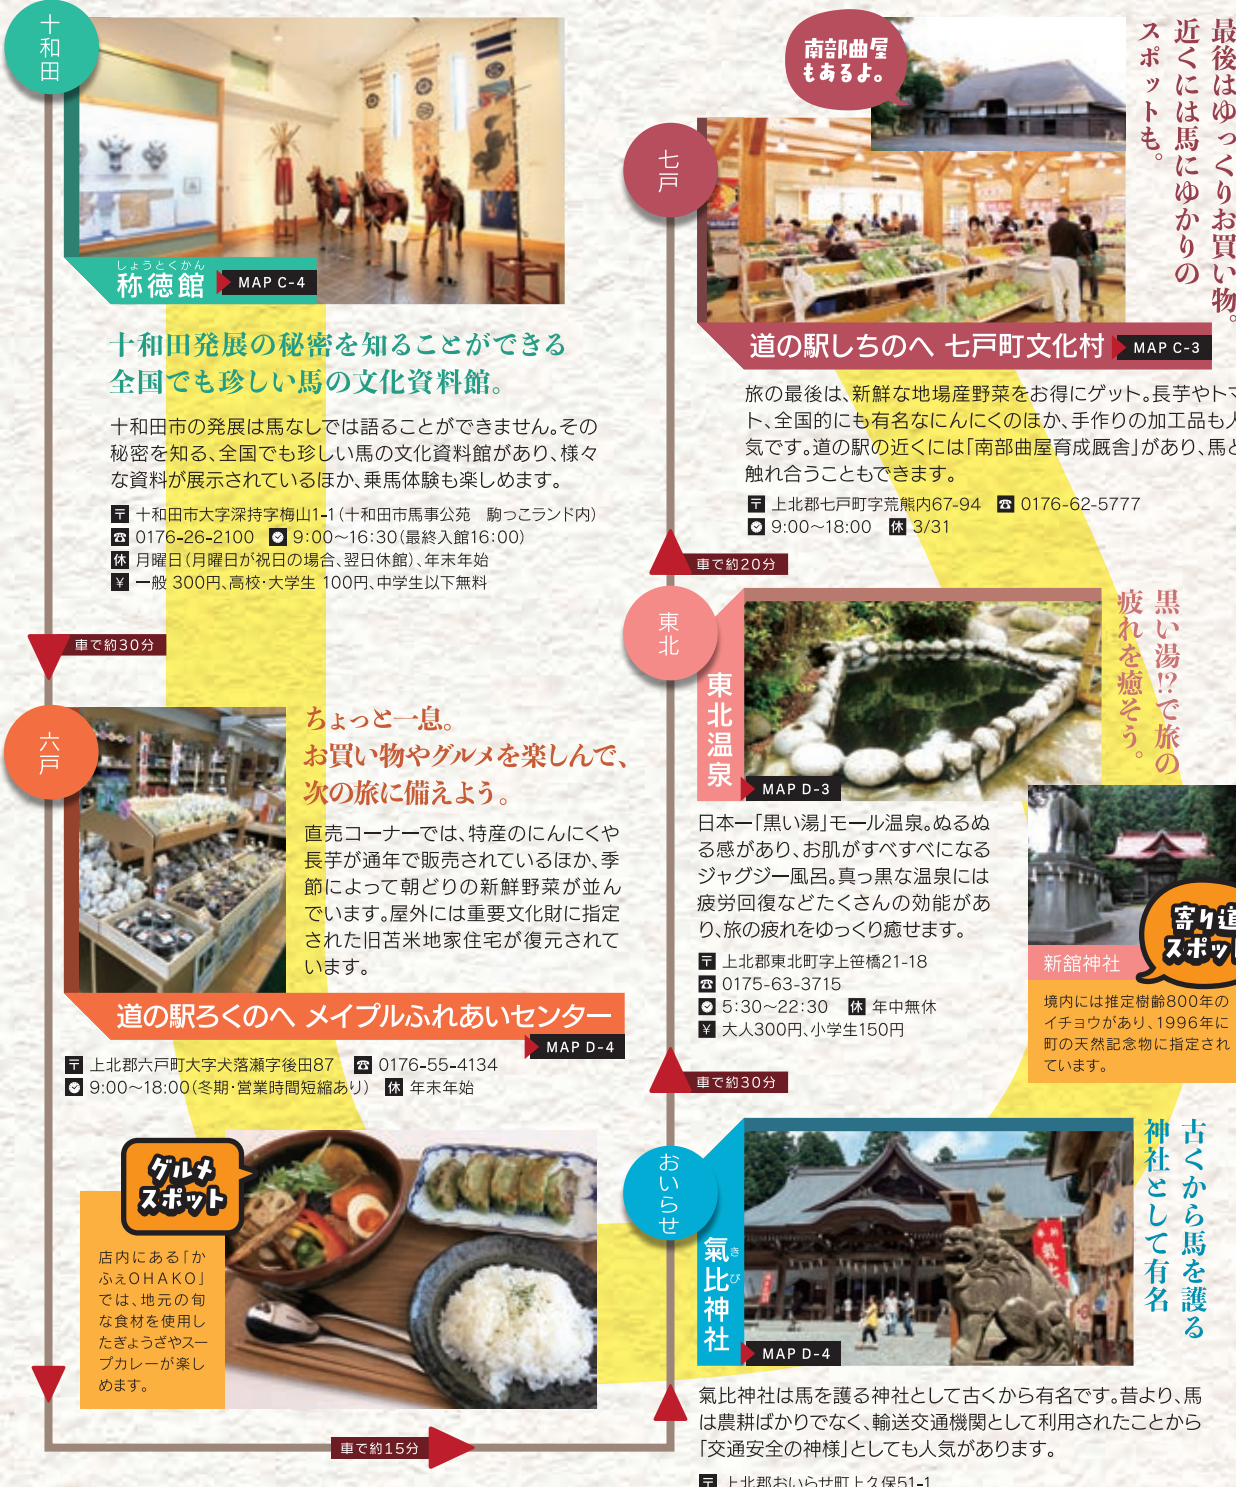 十和田
しょうとくかん
称徳館
MAP C-4
十和田発展の秘密を知ることができる
全国でも珍しい馬の文化資料館。
十和田市の発展は馬なしでは語ることができません。その
秘密を知る、全国でも珍しい馬の文化資料館があり、様々
な資料が展示されているほか、乗馬体験も楽しめます。
〒 十和田市大字深持字梅山1-1(十和田市馬事公苑　駒っこランド内)
☎ 0176-26-2100 9:00～16:30(最終入館16:00)
休 月曜日(月曜日が祝日の場合、翌日休館)、年末年始
¥ 一般 300円、高校・大学生 100円、中学生以下無料
車で約30分
六戸
ちょっと一息。
お買い物やグルメを楽しんで、
次の旅に備えよう。
直売コーナーでは、特産のにんにくや
長芋が通年で販売されているほか、季
節によって朝どりの新鮮野菜が並ん
でいます。屋外には重要文化財に指定
された旧苫米地家住宅が復元されて
います。
道の駅ろくのへ メイプルふれあいセンター
MAP D-4
〒 上北郡六戸町大字犬落瀬字後田87 ☎ 0176-55-4134
9:00～18:00(冬期・営業時間短縮あり) 休 年末年始
グルメ
スポット
店内にある「か
ふぇOHAKO」
では、地元の旬
な食材を使用し
たぎょうざやスー
プカレーが楽し
めます。
車で約15分
おいらせ
古くから馬を護る
神社として有名
氣比神社
きび
MAP D-4
氣比神社は馬を護る神社として古くから有名です。昔より、馬
は農耕ばかりでなく、輸送交通機関として利用されたことから
「交通安全の神様」としても人気があります。
〒 上北郡おいらせ町上久保51-1
車で約30分
東北
黒い湯!?で旅の
疲れを癒そう。
東北温泉
MAP D-3
日本一「黒い湯」モール温泉。ぬるぬ
る感があり、お肌がすべすべになる
ジャグジー風呂。真っ黒な温泉には
疲労回復などたくさんの効能があ
り、旅の疲れをゆっくり癒せます。
〒 上北郡東北町字上笹橋21-18
☎ 0175-63-3715
5:30～22:30 休 年中無休
¥ 大人300円、小学生150円
寄り道
スポッ
新舘神社
境内には推定樹齢800年の
イチョウがあり、1996年に
町の天然記念物に指定され
ています。
車で約20分
七戸
南部曲屋
もあるよ。
最後はゆっくりお買い物。
近くには馬にゆかりの
スポットも。
道の駅しちのへ 七戸町文化村
MAP C-3
旅の最後は、新鮮な地場産野菜をお得にゲット。長芋やトマ
ト、全国的にも有名なにんにくのほか、手作りの加工品も人
気です。道の駅の近くには「南部曲屋育成厩舎」があり、馬と
触れ合うこともできます。
〒 上北郡七戸町字荒熊内67-94 ☎ 0176-62-5777
9:00～18:00 休 3/31